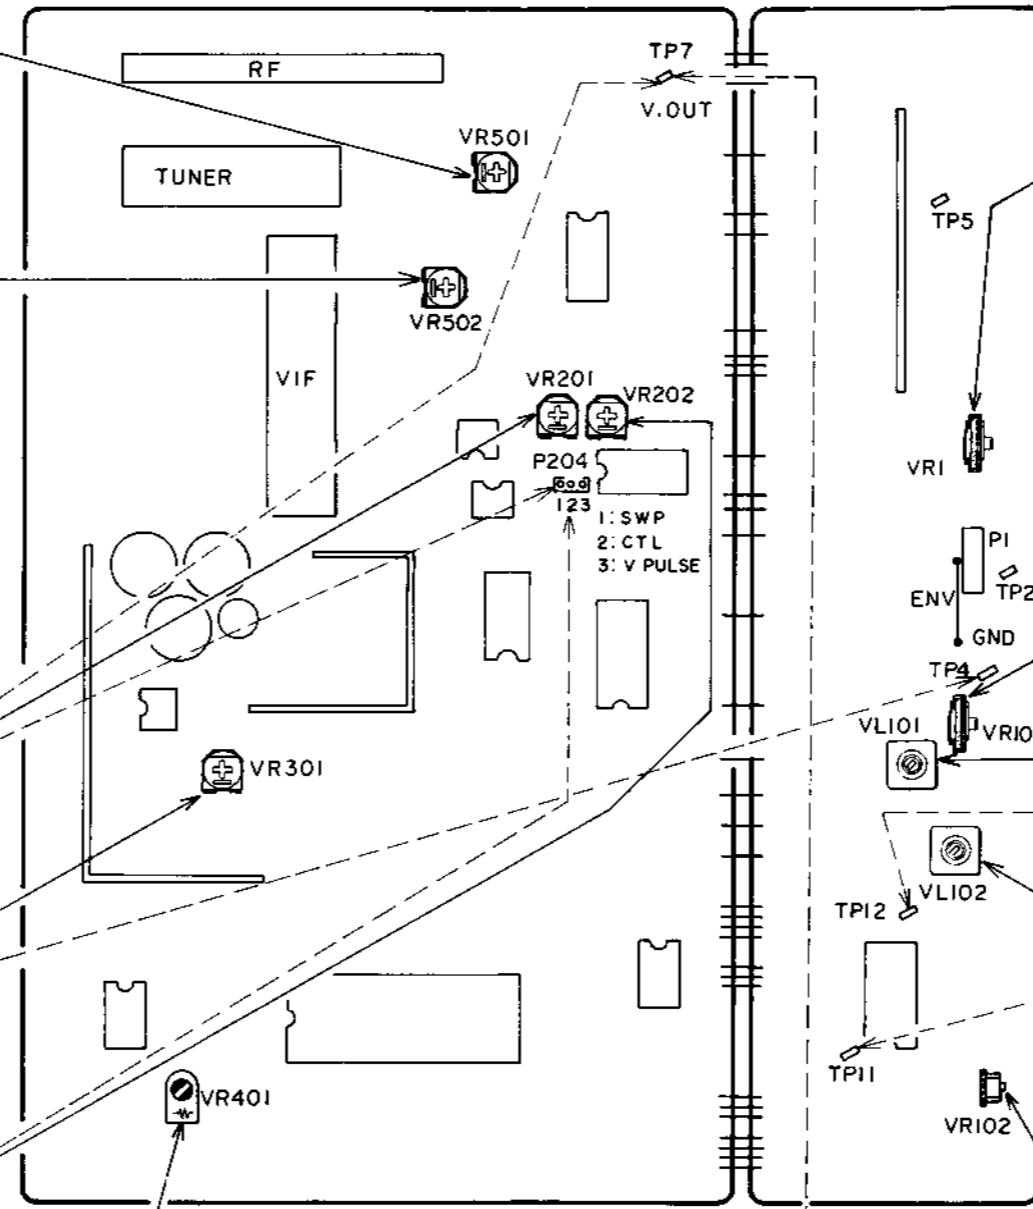 RF
TP7
V.OUT
VR501
TUNER
TP5
VR502
VIF
VR201
VR202
P204
VR1
123
1: SWP
2: CTL
3: V PULSE
P1
TP2
ENV
GND
TP4
VL101
VR10
VR301
VL102
TP12
TP11
VR401
VR102